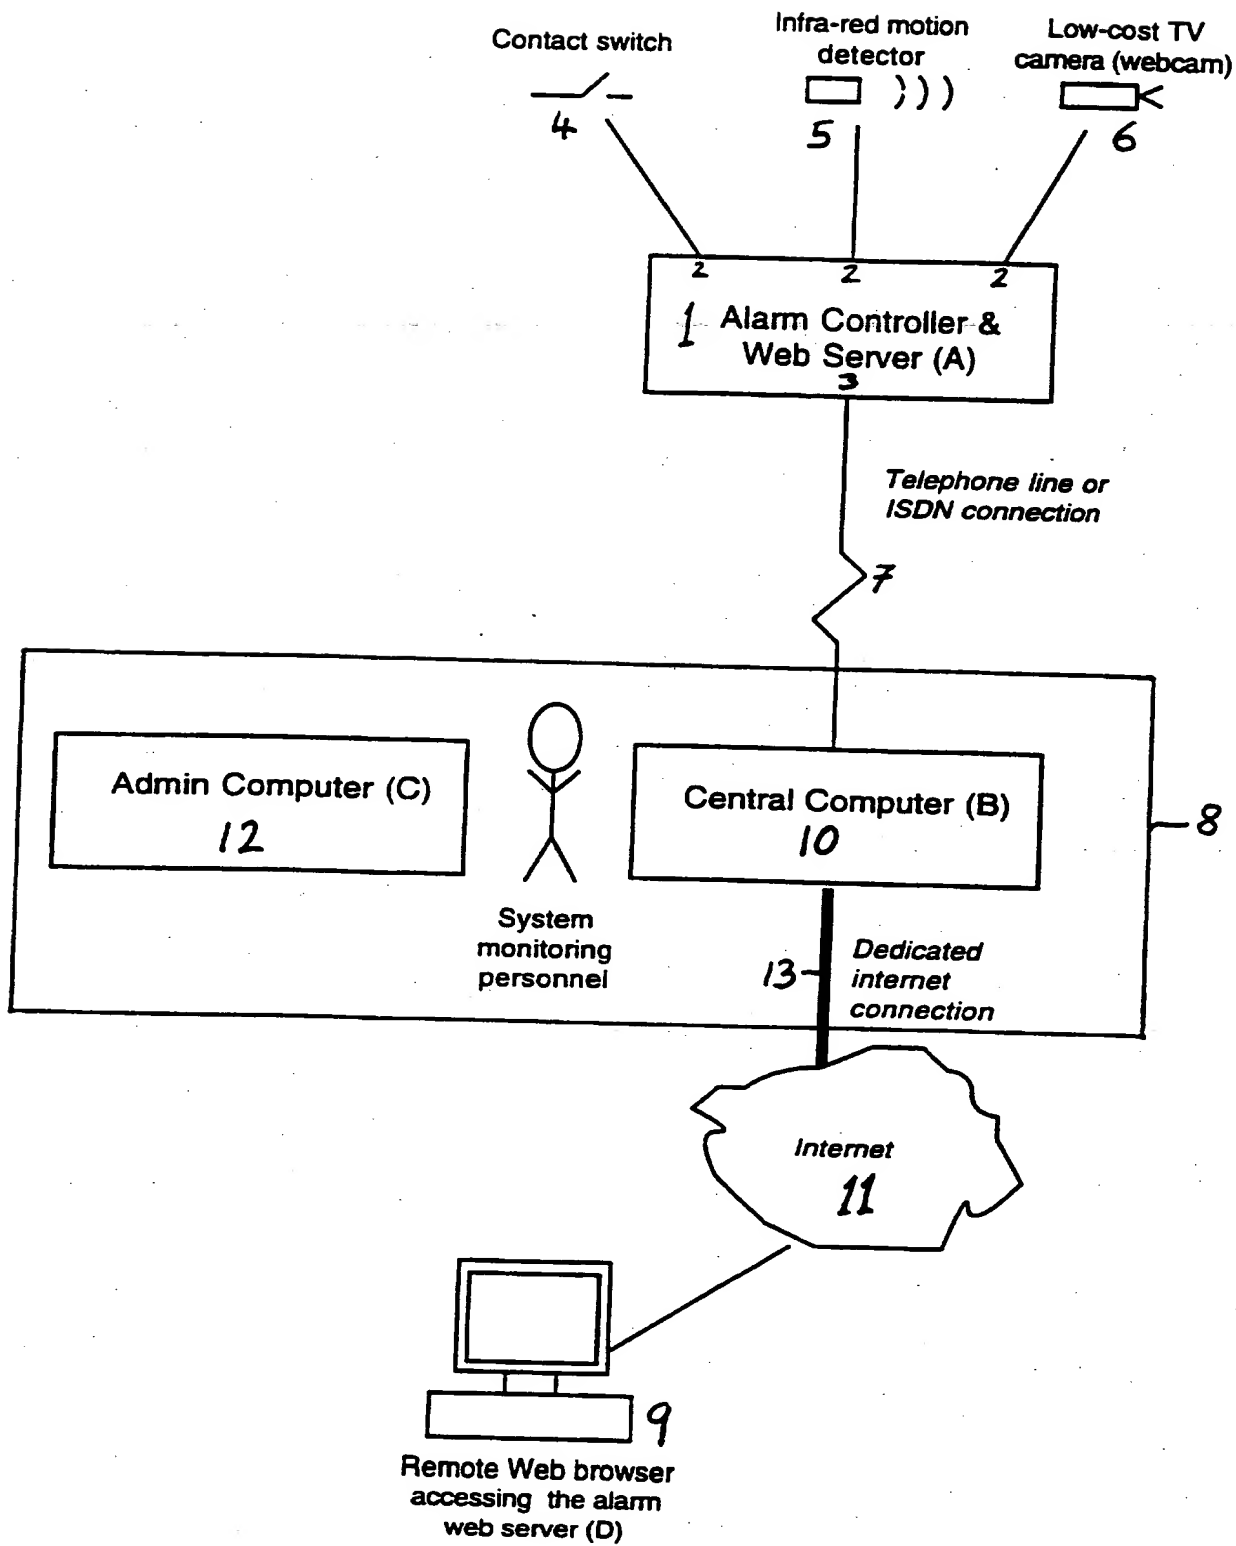 Contact switch
Infra-red motion
detector
Low-cost TV
camera (webcam)
4
5
6
2
2
2
1
Alarm Controller &
Web Server (A)
3
Telephone line or
ISDN connection
7
Admin Computer (C)
12
System
monitoring
personnel
Central Computer (B)
10
8
13
Dedicated
internet
connection
Internet
11
9
Remote Web browser
accessing the alarm
web server (D)